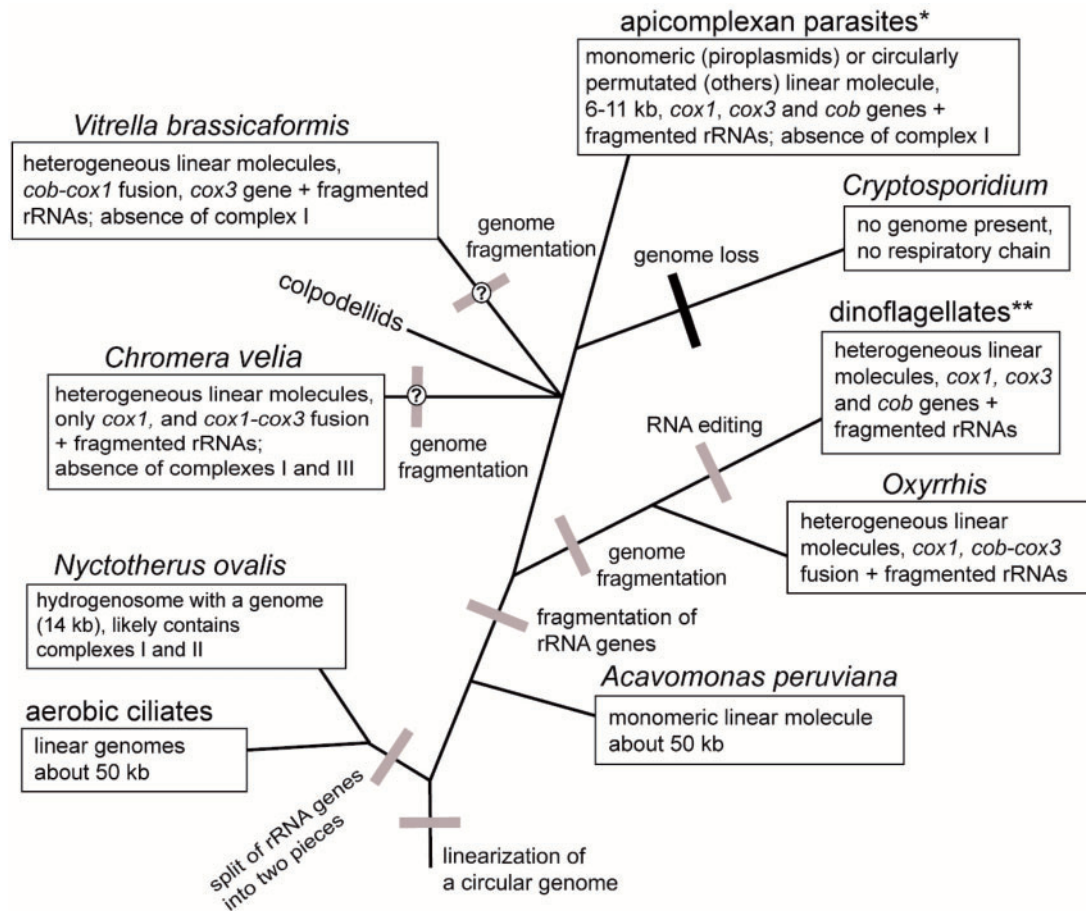 apicomplexan parasites*
monomeric (piroplasmids) or circularly
permutated (others) linear molecule,
6-11 kb, cox1, cox3 and cob genes +
fragmented rRNAs; absence of complex I
Vitrella brassicaformis
heterogeneous linear molecules,
cob-cox1 fusion, cox3 gene + fragmented
rRNAs; absence of complex I
genome
fragmentation
?
Cryptosporidium
no genome present,
no respiratory chain
genome loss
colpodellids
dinoflagellates**
heterogeneous linear
molecules, cox1, cox3
and cob genes +
fragmented rRNAs
Chromera velia
heterogeneous linear molecules,
only cox1, and cox1-cox3 fusion
+ fragmented rRNAs;
absence of complexes I and III
?
genome
fragmentation
RNA editing
Oxyrrhis
heterogeneous linear
molecules, cox1, cob-cox3
fusion + fragmented rRNAs
genome
fragmentation
Nyctotherus ovalis
hydrogenosome with a genome
(14 kb), likely contains
complexes I and II
fragmentation of
rRNA genes
Acavomonas peruviana
monomeric linear molecule
about 50 kb
aerobic ciliates
linear genomes
about 50 kb
split of rRNA genes
into two pieces
linearization of
a circular genome